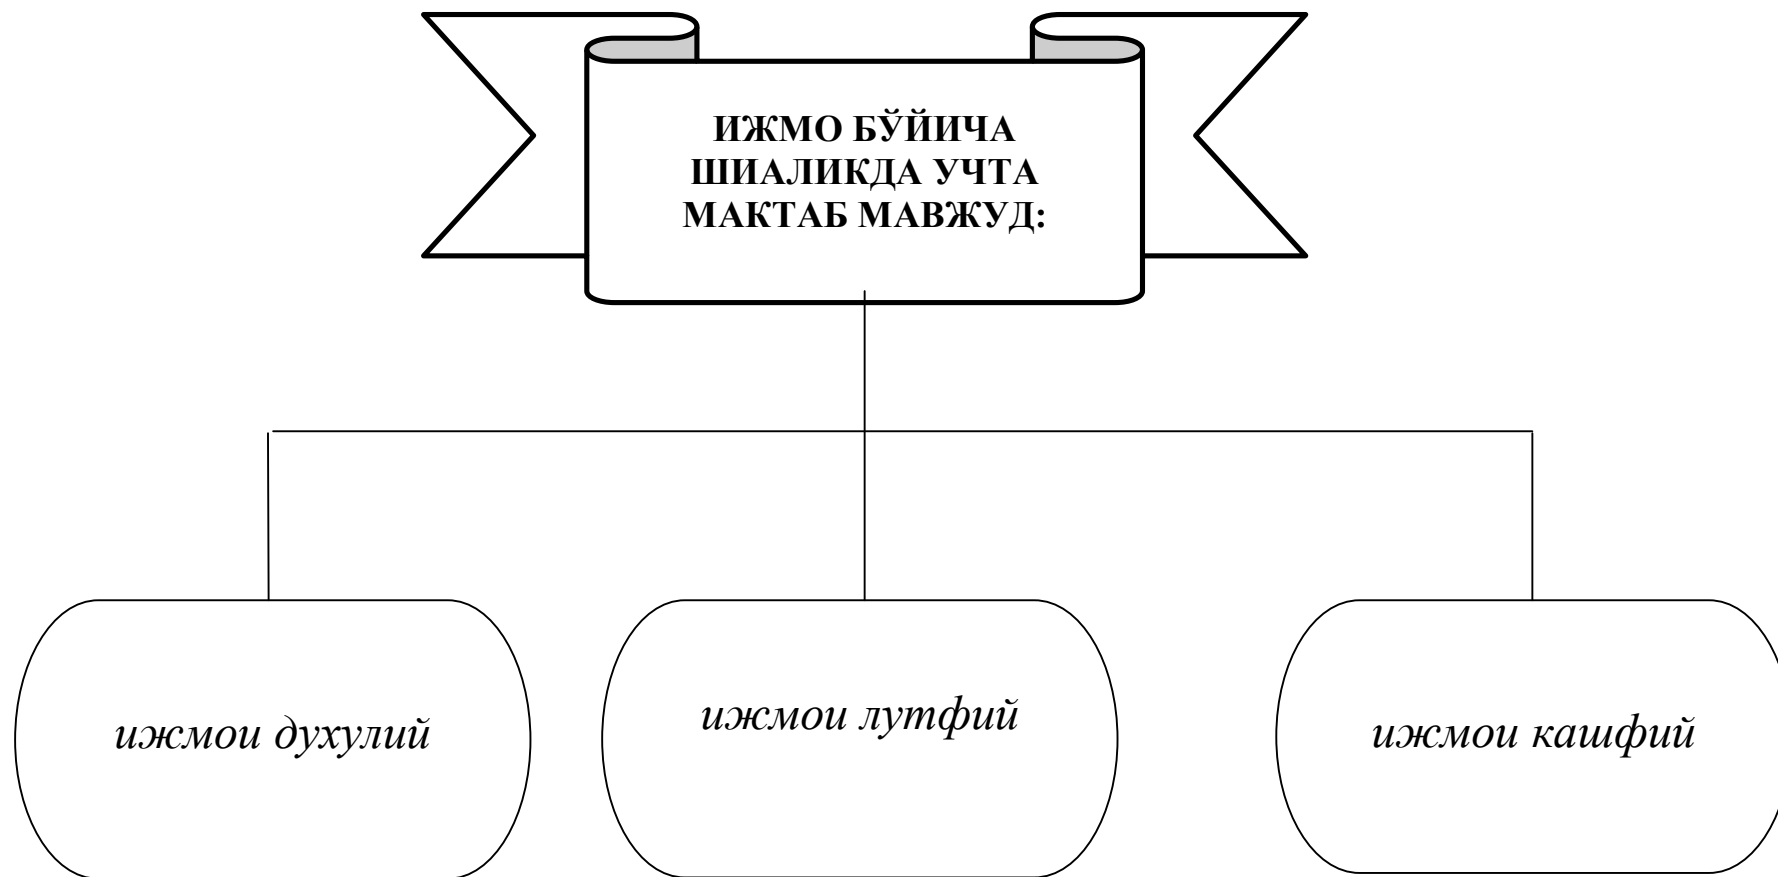 ИЖМО БЎЙИЧА
ШИАЛИКДА УЧТА
МАКТАБ МАВЖУД:
ижмои духулий
ижмои лутфий
ижмои кашфий